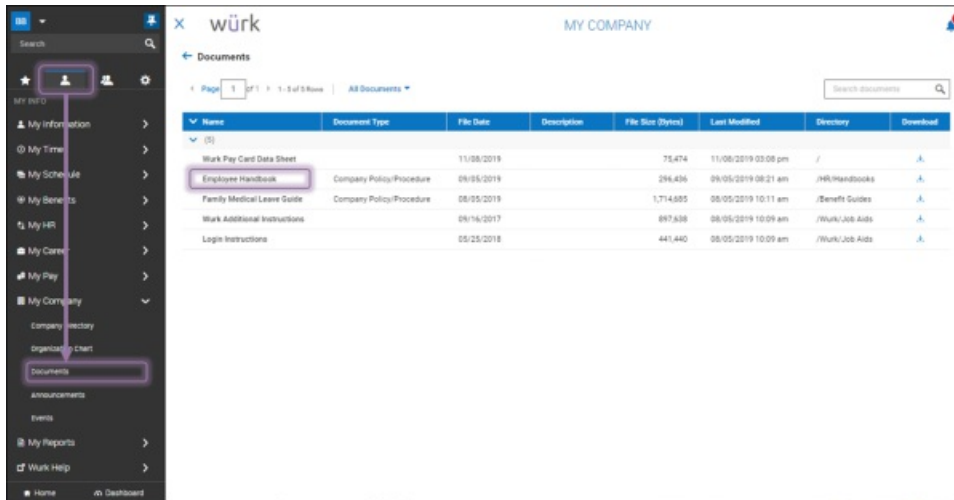 BB
Search
MY INFO
My Information
My Time
My Schedule
My Benefits
My HR
My Career
My Pay
My Company
Company Directory
Organization Chart
Documents
Announcements
Events
My Reports
Wurk Help
Home Dashboard
würk
MY COMPANY
Documents
Page 1 of 1 1-5 of 5 Rows All Documents
Search documents
Name Document Type File Date Description File Size (Bytes) Last Modified Directory Download
(5)
Wurk Pay Card Data Sheet 11/08/2019 75,474 11/08/2019 03:08 pm /
Employee Handbook Company Policy/Procedure 09/05/2019 296,436 09/05/2019 08:21 am /HR/Handbooks
Family Medical Leave Guide Company Policy/Procedure 08/05/2019 1,714,685 08/05/2019 10:11 am /Benefit Guides
Wurk Additional Instructions 09/16/2017 897,638 08/05/2019 10:09 am /Wurk/Job Aids
Login Instructions 05/25/2018 441,440 08/05/2019 10:09 am /Wurk/Job Aids